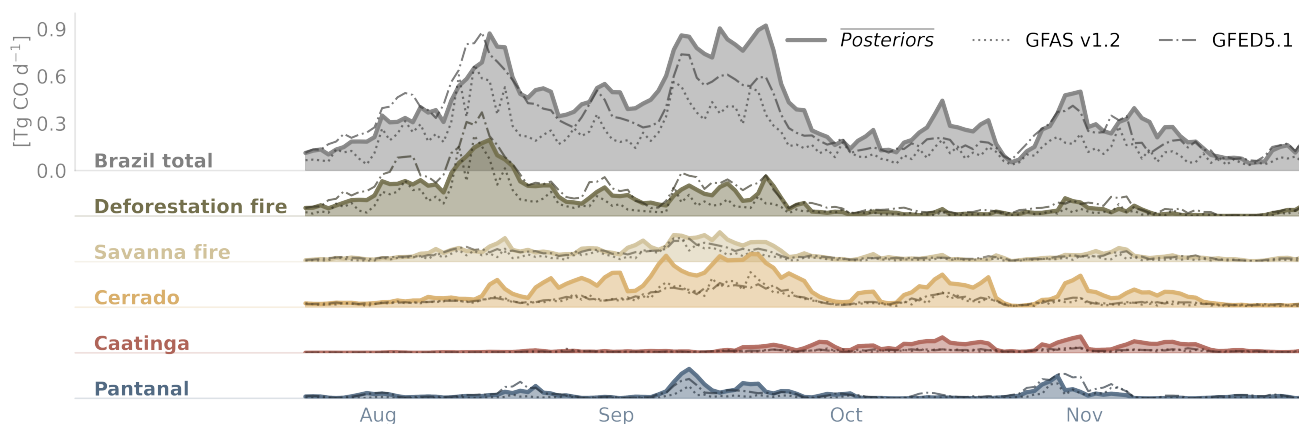 [Tg CO d⁻¹]
0.9
0.6
0.3
0.0
Posteriors
GFAS v1.2
GFED5.1
Brazil total
Deforestation fire
Savanna fire
Cerrado
Caatinga
Pantanal
Aug Sep Oct Nov